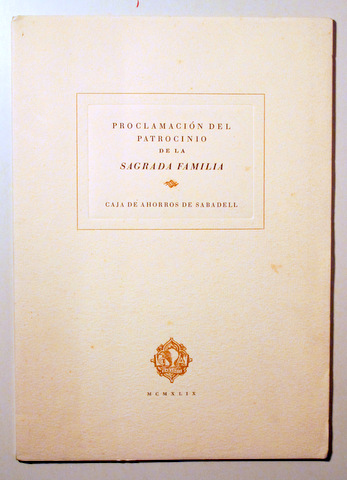 PROCLAMACIÓN DEL
PATROCINIO
DE LA
SAGRADA FAMILIA
CAJA DE AHORROS DE SABADELL
MCMXLIX